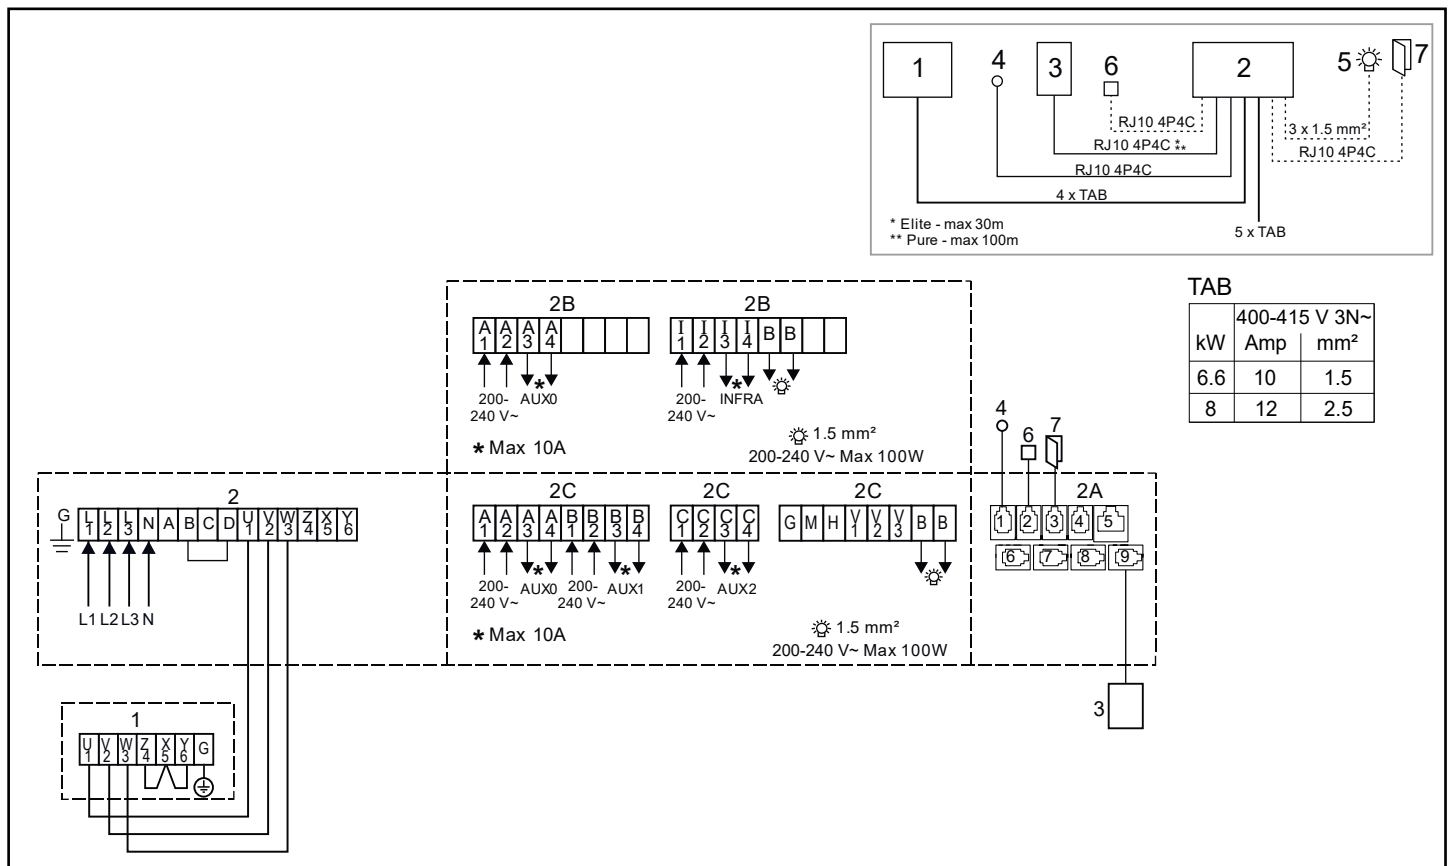 1 4 3 6 2 5 7
RJ10 4P4C
3 x 1.5 mm²
RJ10 4P4C * **
RJ10 4P4C
RJ10 4P4C
4 x TAB
* Elite - max 30m
** Pure - max 100m
5 x TAB
TAB
400-415 V 3N~
kW Amp mm²
6.6 10 1.5
8 12 2.5
2B 2B
A1 A2 A3 A4 I1 I2 I3 I4 B B
200-240 V~ * AUX0 200-240 V~ * INFRA
* Max 10A
1.5 mm²
200-240 V~ Max 100W
4 6 7
2 2C 2C 2C 2A
G L1 L2 L3 N A B C D U1 V2 W3 Z4 X5 Y6
A1 A2 A3 A4 B1 B2 B3 B4 C1 C2 C3 C4 G M H V1 V2 V3 B B
1 2 3 4 5
6 7 8 9
200-240 V~ * AUX0 200-240 V~ * AUX1 200-240 V~ * AUX2
L1 L2 L3 N
* Max 10A
1.5 mm²
200-240 V~ Max 100W
3
1
U1 V2 W3 Z4 X5 Y6 G